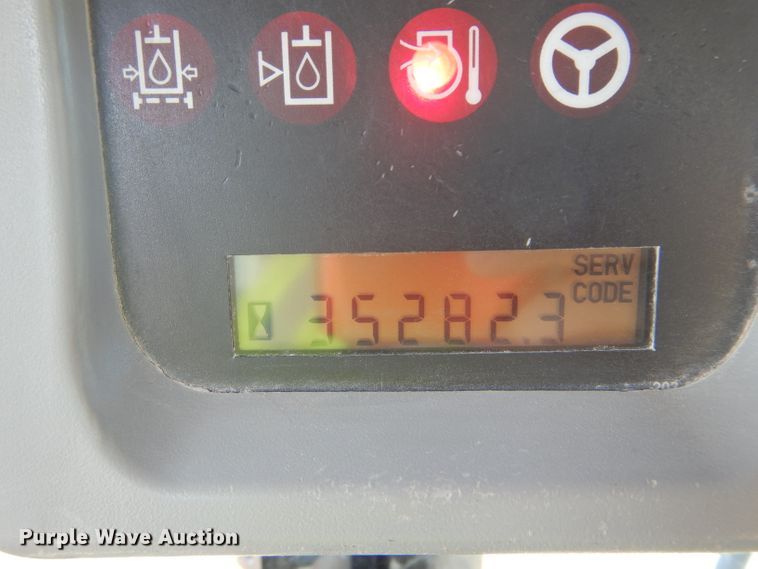 SERV
CODE
35282.3
Purple Wave Auction